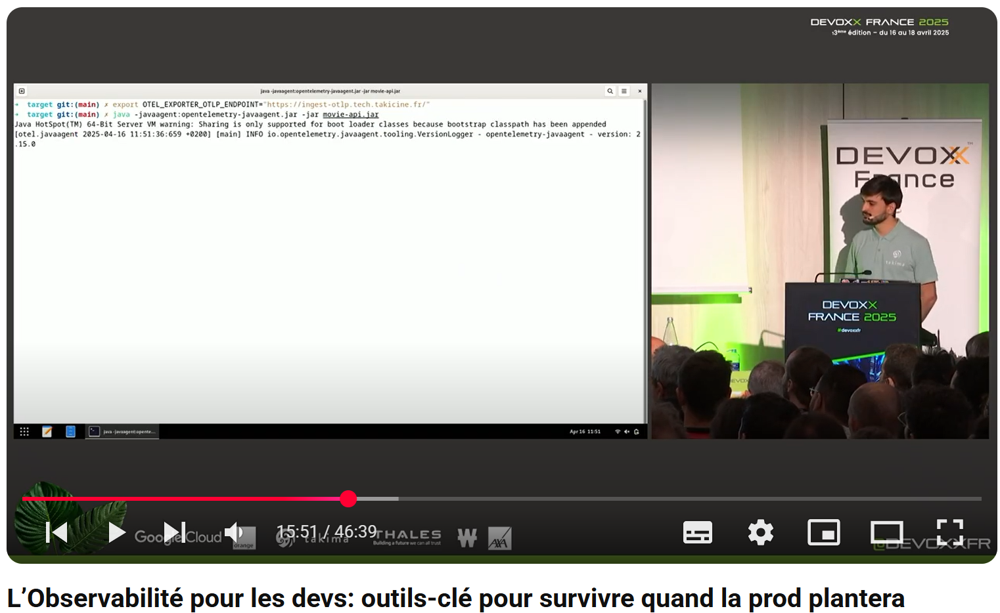 DEVOXX FRANCE 2025
13ème édition – du 16 au 18 avril 2025
java -javaagent:opentelemetry-javaagent.jar -jar movie-api.jar
target git:(main) ✗ export OTEL_EXPORTER_OTLP_ENDPOINT="https://ingest-otlp.tech.takicine.fr/"
target git:(main) ✗ java -javaagent:opentelemetry-javaagent.jar -jar movie-api.jar
Java HotSpot(TM) 64-Bit Server VM warning: Sharing is only supported for boot loader classes because bootstrap classpath has been appended
[otel.javaagent 2025-04-16 11:51:36:659 +0200] [main] INFO io.opentelemetry.javaagent.tooling.VersionLogger - opentelemetry-javaagent - version: 2
.15.0
DEVOXX™
France
takima
DEVOXX
FRANCE 2025
#devoxxfr
DEVOX
java -javaagent:opente...
Apr 16 11:51
15:51 / 46:39
Google Cloud
orange
takima
THALES
Building a future we can all trust
W
AXA
@DEVOXXFR
L’Observabilité pour les devs: outils-clé pour survivre quand la prod plantera